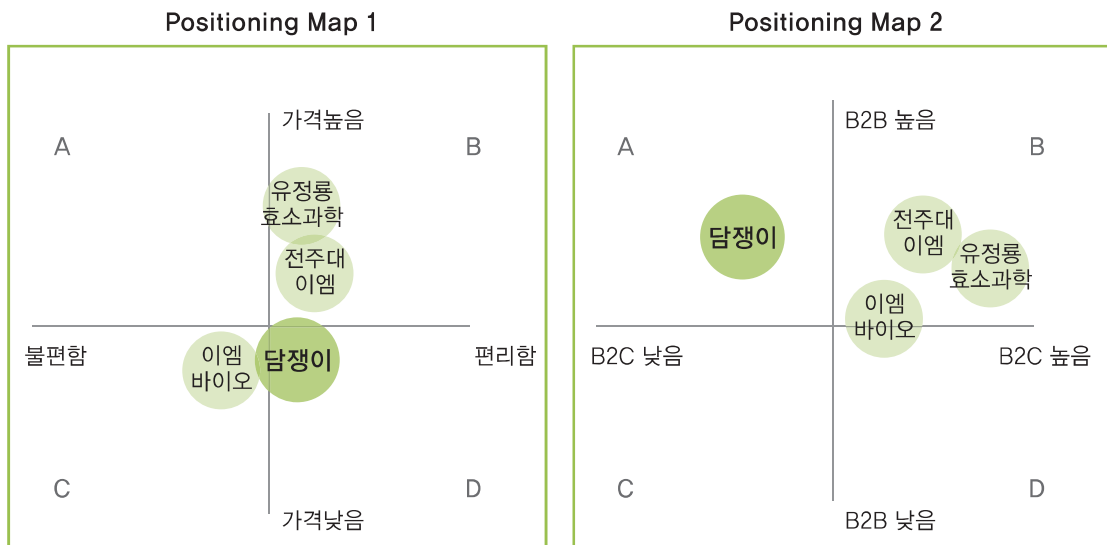 Positioning Map 1
가격높음
A
B
유정룡
효소과학
전주대
이엠
불편함
편리함
이엠
바이오
담쟁이
C
D
가격낮음
Positioning Map 2
B2B 높음
A
B
담쟁이
전주대
이엠
유정룡
효소과학
이엠
바이오
B2C 낮음
B2C 높음
C
D
B2B 낮음